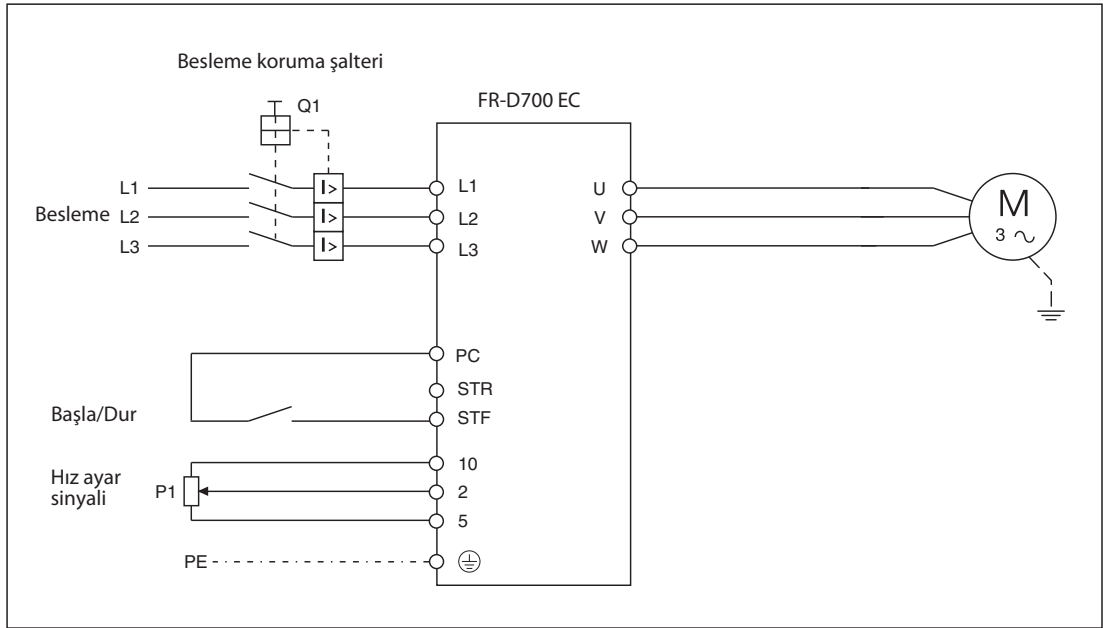 Besleme koruma şalteri
Q1
FR-D700 EC
L1
L1
U
Besleme L2
L2
V
L3
L3
W
M
3
I>
I>
I>
PC
STR
Başla/Dur
STF
10
Hız ayar
sinyali
P1
2
5
PE